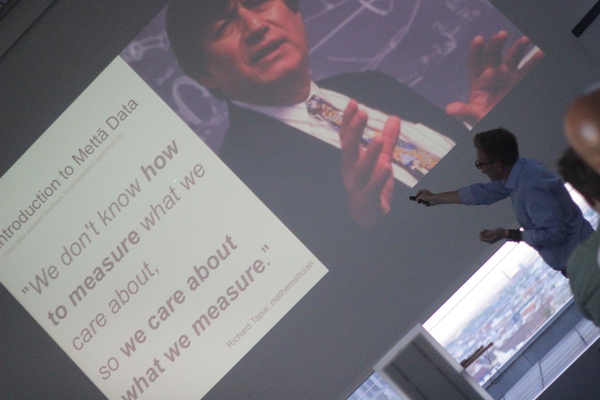 Introduction to Mettā Data
"We don't know how
to measure what we
care about,
so we care about
what we measure."
Richard Tapia, mathematician